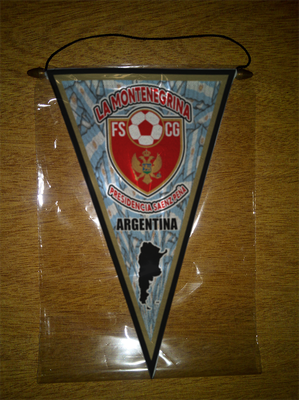 LA MONTENEGRINA
FS CG
PRESIDENCIA SAENZ PEÑA
ARGENTINA